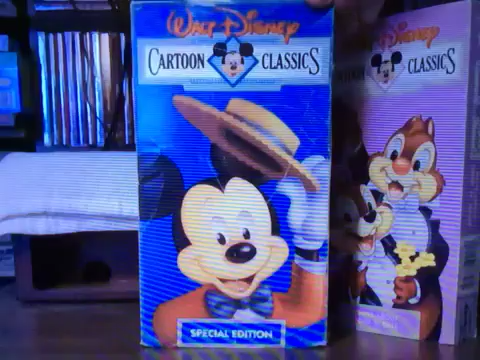 Walt Disney
CARTOON CLASSICS
SPECIAL EDITION
Disney
CLASSICS